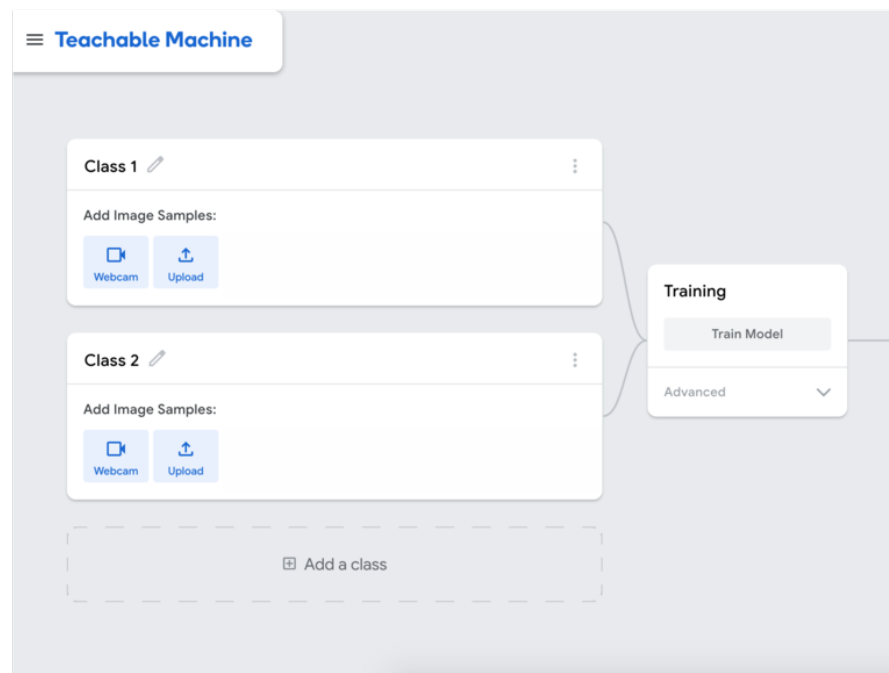 Teachable Machine
Class 1
Add Image Samples:
Webcam Upload
Training
Train Model
Advanced
Class 2
Add Image Samples:
Webcam Upload
Add a class